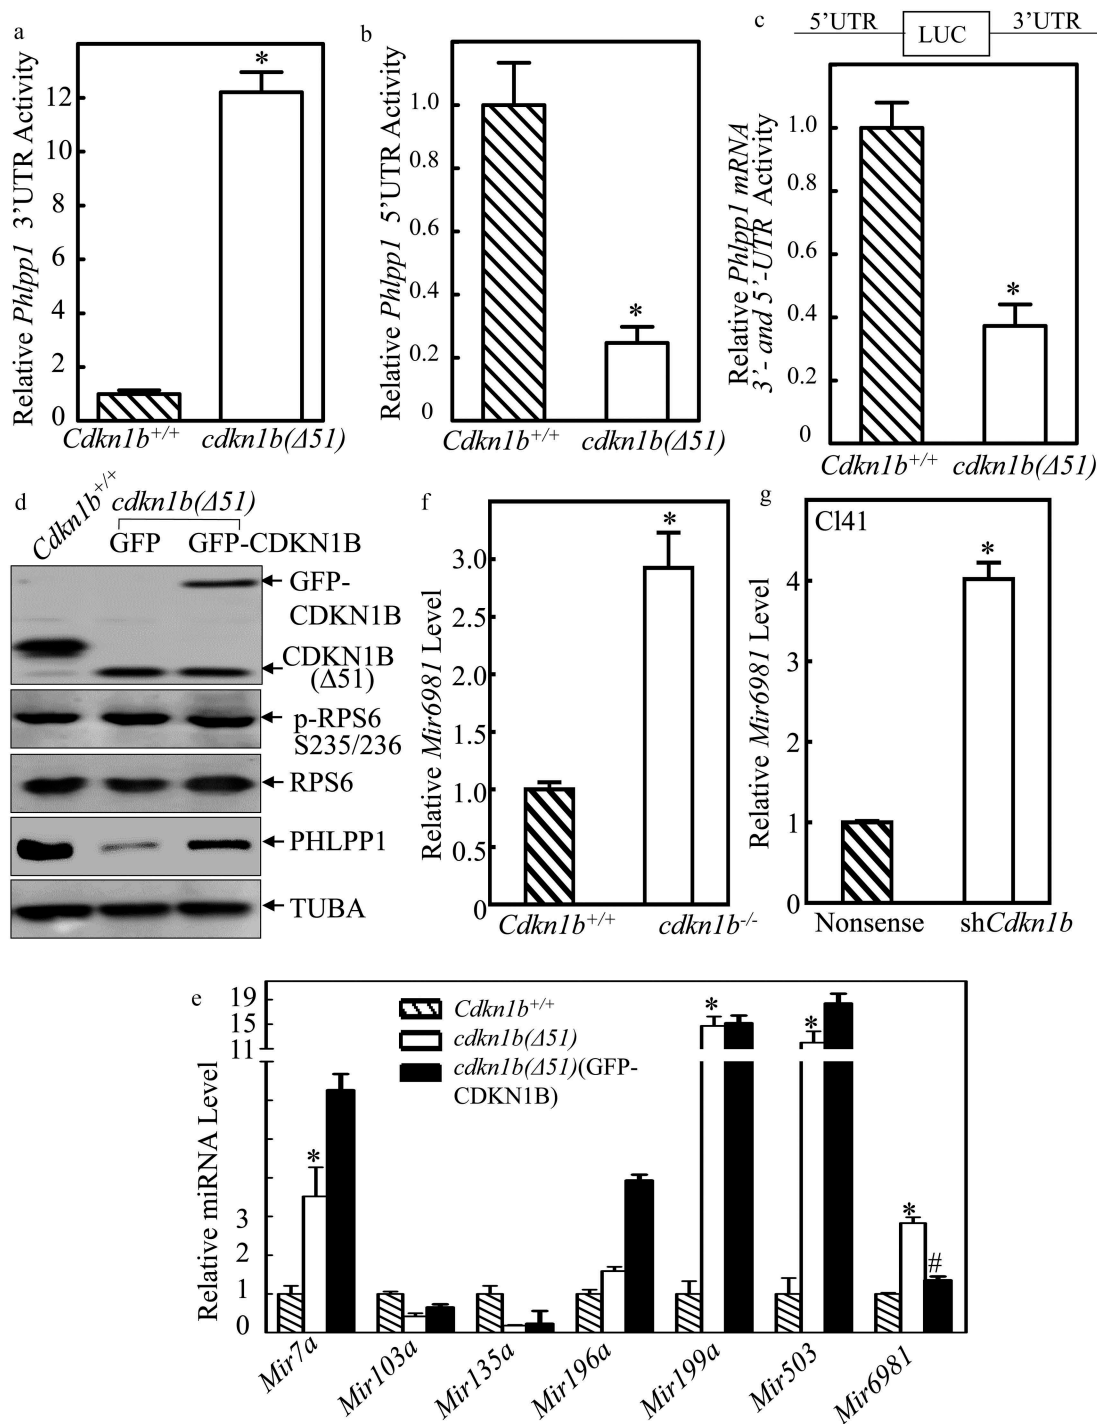 a
Relative Phlpp1 3’UTR Activity
12
10
8
6
4
2
0
*
Cdkn1b+/+
cdkn1b(Δ51)
b
Relative Phlpp1 5’UTR Activity
1.0
0.8
0.6
0.4
0.2
0
*
Cdkn1b+/+
cdkn1b(Δ51)
c
5’UTR
LUC
3’UTR
Relative Phlpp1 mRNA
3’- and 5’-UTR Activity
1.0
0.8
0.6
0.4
0.2
0
*
Cdkn1b+/+
cdkn1b(Δ51)
d
Cdkn1b+/+
cdkn1b(Δ51)
GFP
GFP-CDKN1B
GFP-
CDKN1B
CDKN1B
(Δ51)
p-RPS6
S235/236
RPS6
PHLPP1
TUBA
f
Relative Mir6981 Level
3.0
2.5
2.0
1.5
1.0
0.5
0
*
Cdkn1b+/+
cdkn1b-/-
g
Cl41
Relative Mir6981 Level
4
3
2
1
0
*
Nonsense
shCdkn1b
e
Relative miRNA Level
19
15
11
3
2
1
0
Cdkn1b+/+
cdkn1b(Δ51)
cdkn1b(Δ51)(GFP-
CDKN1B)
*
*
*
*
#
Mir7a
Mir103a
Mir135a
Mir196a
Mir199a
Mir503
Mir6981